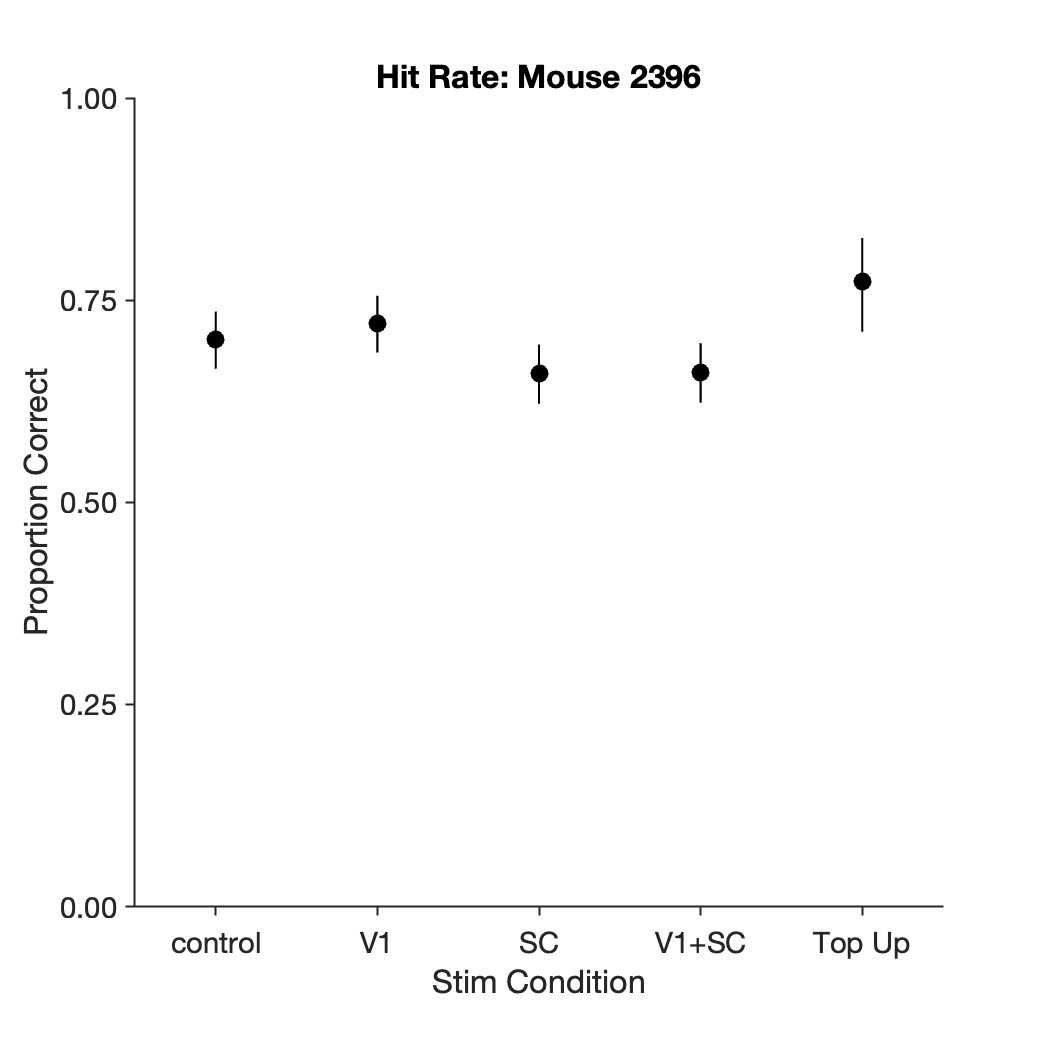 Hit Rate: Mouse 2396
1.00
0.75
0.50
0.25
0.00
Proportion Correct
control V1 SC V1+SC Top Up
Stim Condition